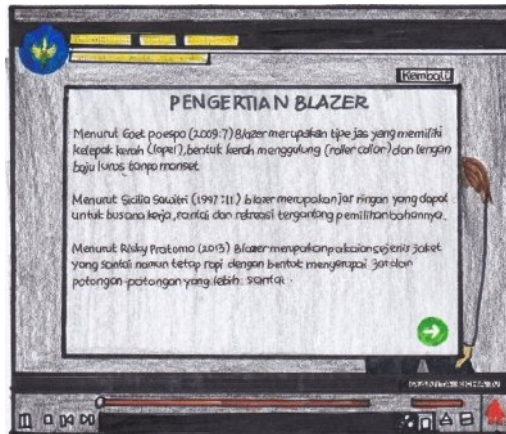 Kembali
PENGERTIAN BLAZER
Menurut Goet poespo (2009:7) Blazer merupakan tipe jas yang memiliki
kelepak kerah (lapel), bentuk kerah menggulung (roller collar) dan lengan
baju lurus tanpa manset
Menurut Sicilia Sawitri (1997:11) blazer merupakan jas ringan yang dapat
untuk busana kerja, santai dan rekreasi tergantung pemilihan bahannya.
Menurut Rizky Pratomo (2013) Blazer merupakan pakaian sejenis jaket
yang santai namun tetap rapi dengan bentuk menyerupai jas dan
potongan-potongan yang lebih santai.